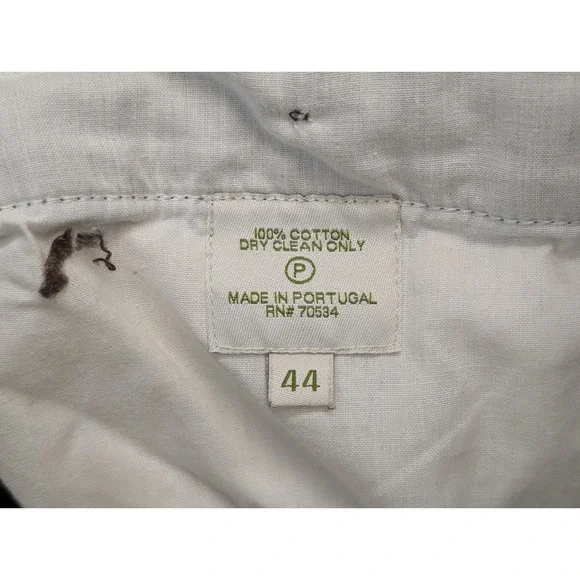 100% COTTON
DRY CLEAN ONLY
P
MADE IN PORTUGAL
RN# 70534
44